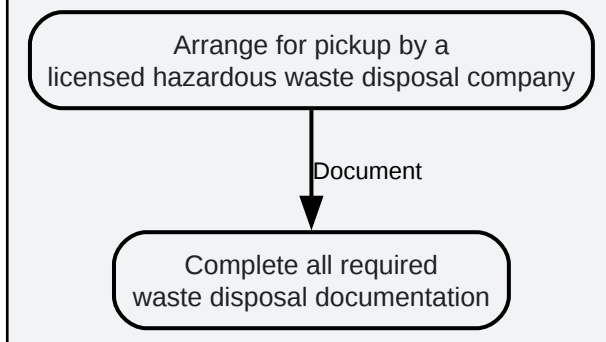 Arrange for pickup by a
licensed hazardous waste disposal company
Document
Complete all required
waste disposal documentation